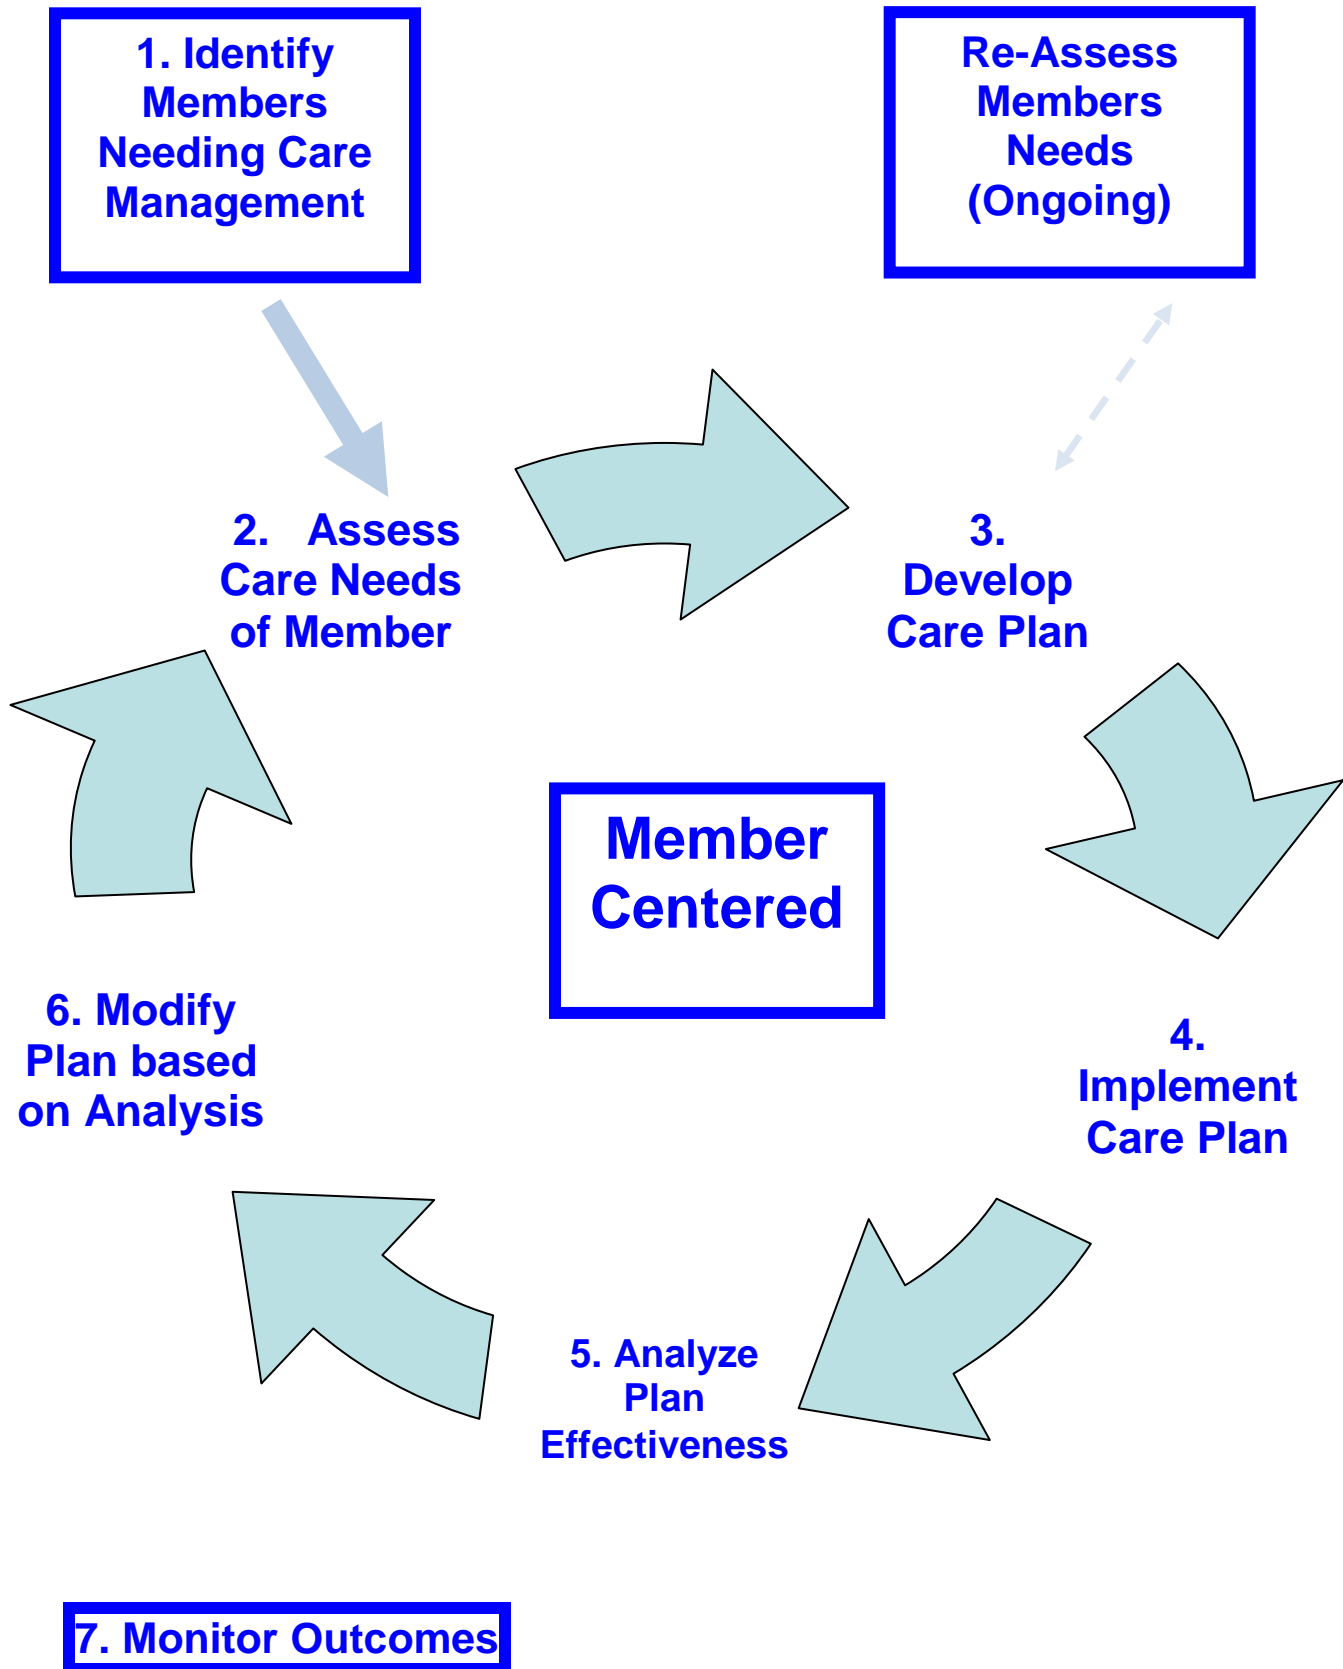 1. Identify
Members
Needing Care
Management
Re-Assess
Members
Needs
(Ongoing)
2. Assess
Care Needs
of Member
3.
Develop
Care Plan
Member
Centered
6. Modify
Plan based
on Analysis
4.
Implement
Care Plan
5. Analyze
Plan
Effectiveness
7. Monitor Outcomes